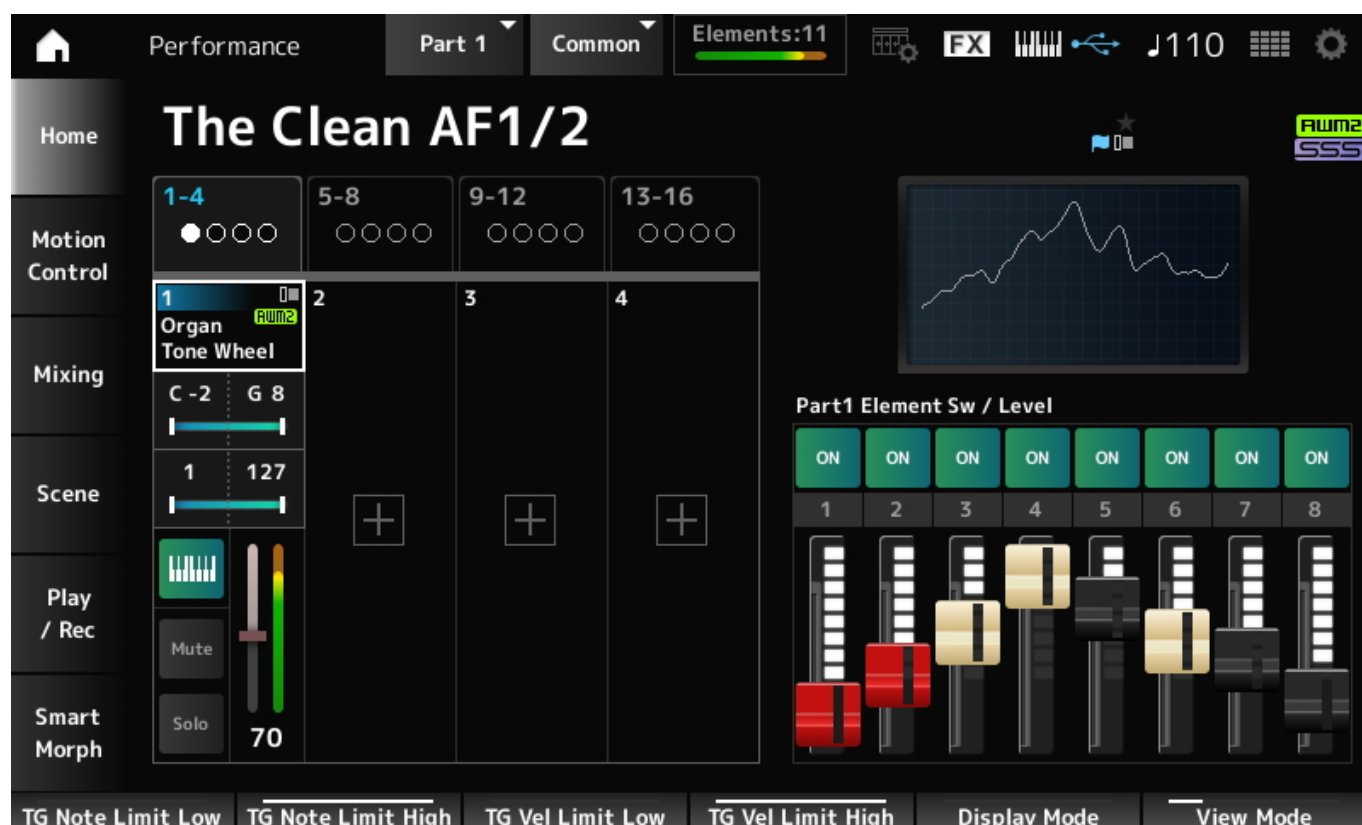 Performance
Part 1
Common
Elements:11
FX
♩110
Home
The Clean AF1/2
AWM2
SSS
1-4
5-8
9-12
13-16
Motion
Control
1
AWM2
Organ
Tone Wheel
2
3
4
Mixing
C -2
G 8
Part1 Element Sw / Level
ON
ON
ON
ON
ON
ON
ON
ON
1
127
Scene
1
2
3
4
5
6
7
8
Play
/ Rec
Mute
Smart
Morph
Solo
70
TG Note Limit Low
TG Note Limit High
TG Vel Limit Low
TG Vel Limit High
Display Mode
View Mode